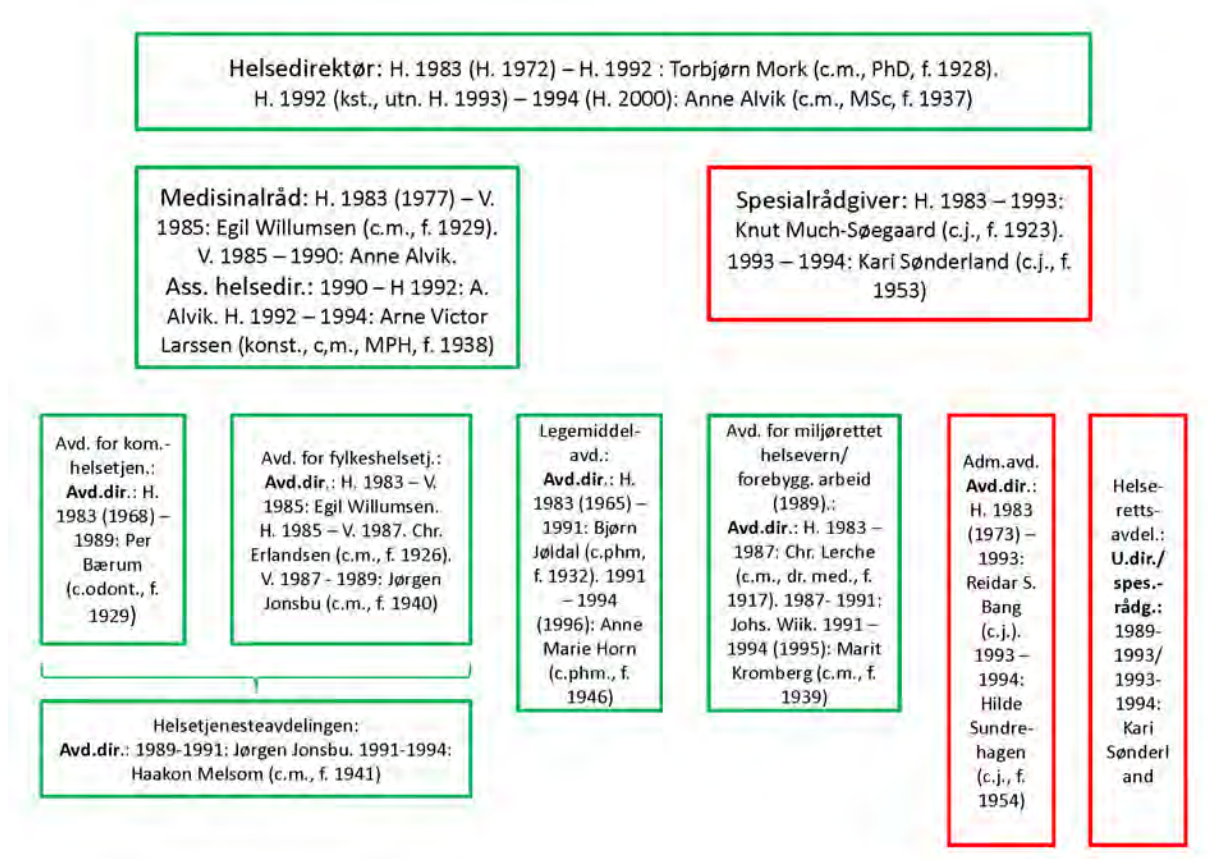 Helsedirektør: H. 1983 (H. 1972) – H. 1992 : Torbjørn Mork (c.m., PhD, f. 1928).
H. 1992 (kst., utn. H. 1993) – 1994 (H. 2000): Anne Alvik (c.m., MSc, f. 1937)
Medisinalråd: H. 1983 (1977) – V.
1985: Egil Willumsen (c.m., f. 1929).
V. 1985 – 1990: Anne Alvik.
Ass. helsedir.: 1990 – H 1992: A.
Alvik. H. 1992 – 1994: Arne Victor
Larssen (konst., c,m., MPH, f. 1938)
Spesialrådgiver: H. 1983 – 1993:
Knut Much-Søegaard (c.j., f. 1923).
1993 – 1994: Kari Sønderland (c.j., f.
1953)
Avd. for kom.-
helsetjen.:
Avd.dir.: H.
1983 (1968) –
1989: Per
Bærum
(c.odont., f.
1929)
Avd. for fylkeshelsetj.:
Avd.dir.: H. 1983 – V.
1985: Egil Willumsen.
H. 1985 – V. 1987. Chr.
Erlandsen (c.m., f. 1926).
V. 1987 - 1989: Jørgen
Jonsbu (c.m., f. 1940)
Legemiddel-
avd.:
Avd.dir.: H.
1983 (1965) –
1991: Bjørn
Jøldal (c.phm,
f. 1932). 1991
– 1994
(1996): Anne
Marie Horn
(c.phm., f.
1946)
Avd. for miljørettet
helsevern/
forebygg. arbeid
(1989).:
Avd.dir.: H. 1983 –
1987: Chr. Lerche
(c.m., dr. med., f.
1917). 1987- 1991:
Johs. Wiik. 1991 –
1994 (1995): Marit
Kromberg (c.m., f.
1939)
Adm.avd.
Avd.dir.:
H. 1983
(1973) –
1993:
Reidar S.
Bang
(c.j.).
1993 –
1994:
Hilde
Sundre-
hagen
(c.j., f.
1954)
Helse-
retts-
avdel.:
U.dir./
spes.-
rådg.:
1989-
1993/
1993-
1994:
Kari
Sønderl
and
Helsetjenesteavdelingen:
Avd.dir.: 1989-1991: Jørgen Jonsbu. 1991-1994:
Haakon Melsom (c.m., f. 1941)